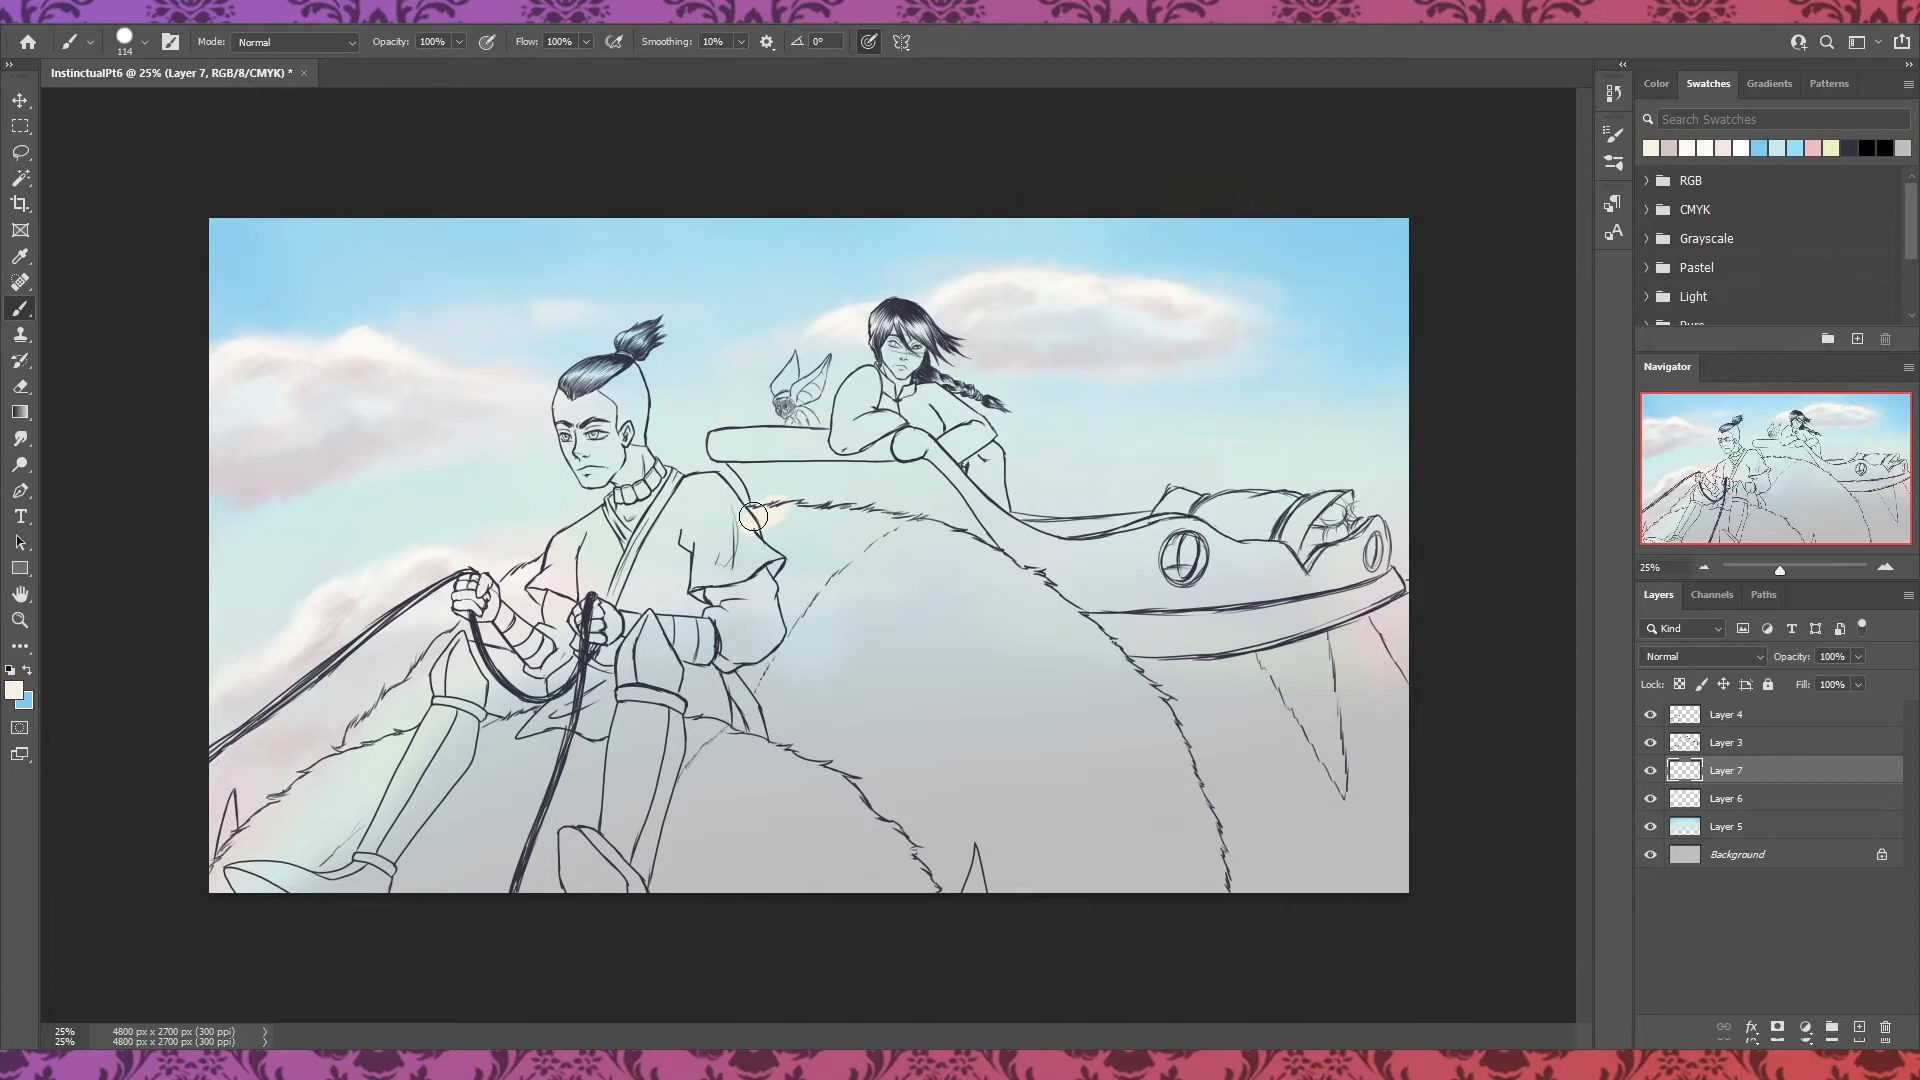 114
Mode: Normal Opacity: 100% Flow: 100% Smoothing: 10% 0°
InstinctualPt6 @ 25% (Layer 7, RGB/8/CMYK) *
Color Swatches Gradients Patterns
Search Swatches
RGB
CMYK
Grayscale
Pastel
Light
Pure
Navigator
25%
Layers Channels Paths
Kind
Normal Opacity: 100%
Lock: Fill: 100%
Layer 4
Layer 3
Layer 7
Layer 6
Layer 5
Background
25% 4800 px x 2700 px (300 ppi)
25% 4800 px x 2700 px (300 ppi)